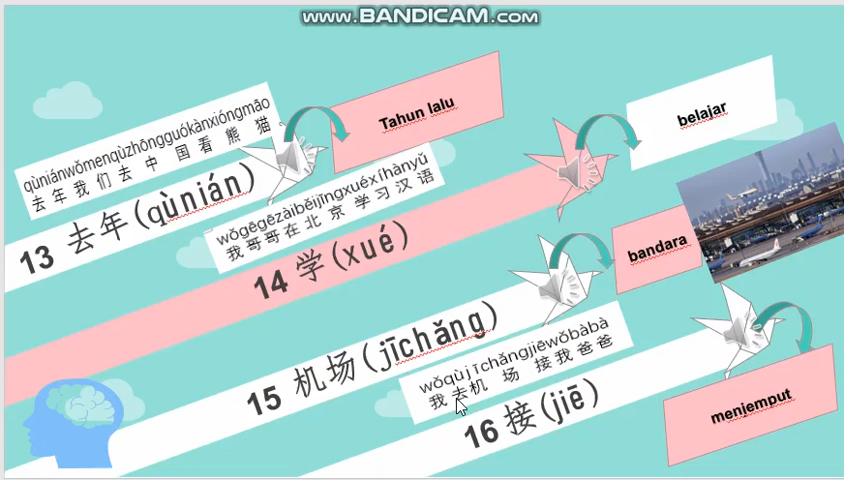 www.BANDICAM.com
qùniánwǒmenqùzhōngguókànxióngmāo
去年我们去中国看熊猫
Tahun lalu
13 去年(qùnián)
belajar
wǒgēgēzàiběijīngxuéxíhànyǔ
我哥哥在北京学习汉语
14 学(xué)
bandara
15 机场(jīchǎng)
wǒqùjīchǎngjiēwǒbàbà
我去机场接我爸爸
16 接(jiē)
menjemput